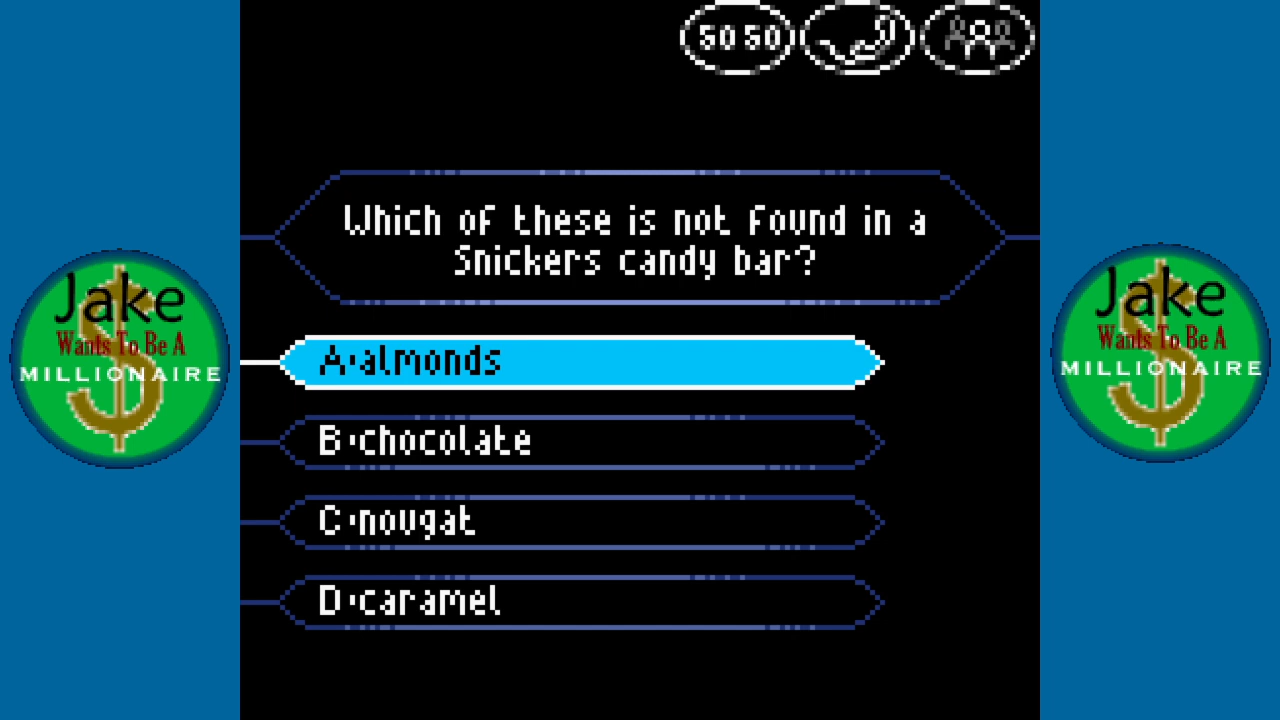 50 50
Which of these is not found in a
Snickers candy bar?
A·almonds
B·chocolate
C·nougat
D·caramel
Jake
Wants To Be A
MILLIONAIRE
Jake
Wants To Be A
MILLIONAIRE